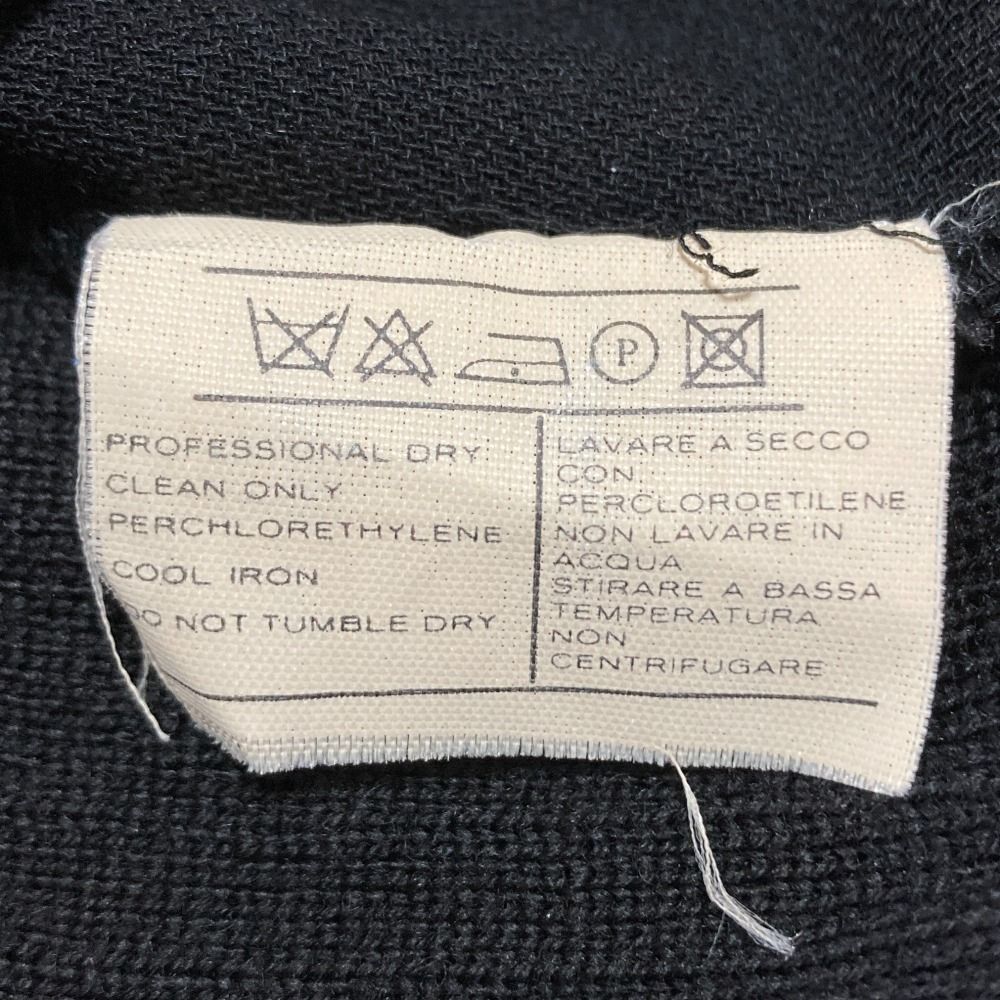 P
PROFESSIONAL DRY
CLEAN ONLY
PERCHLORETHYLENE
COOL IRON
DO NOT TUMBLE DRY
LAVARE A SECCO
CON
PERCLOROETILENE
NON LAVARE IN
ACQUA
STIRARE A BASSA
TEMPERATURA
NON
CENTRIFUGARE